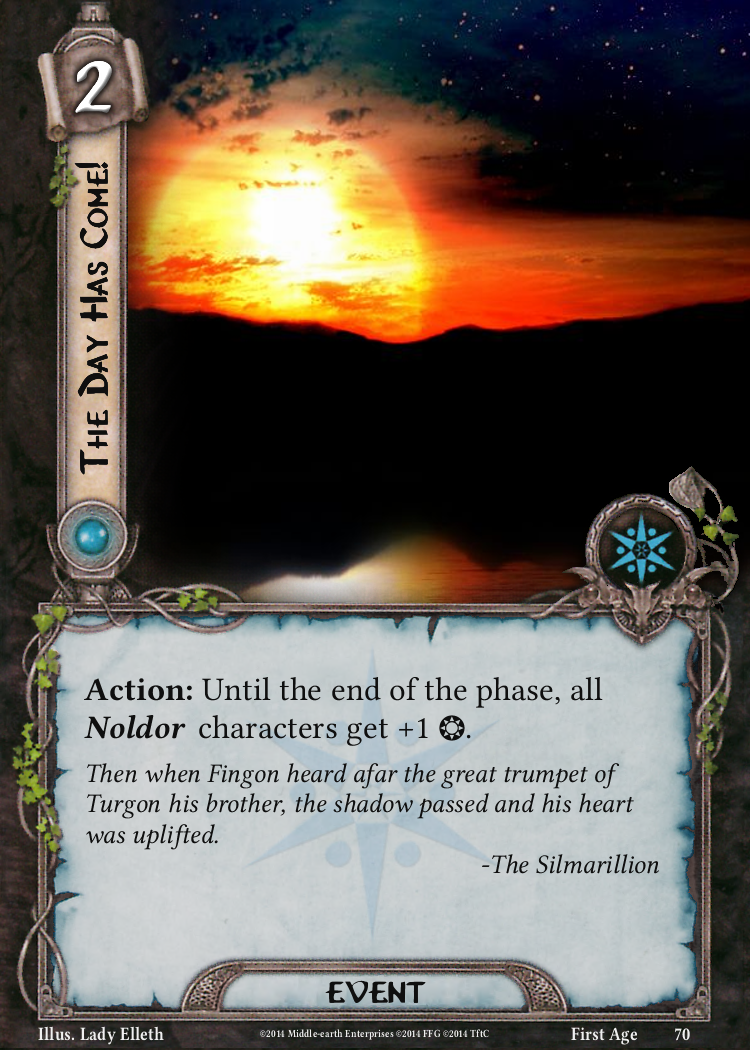 2
The Day Has Come!
Action: Until the end of the phase, all
Noldor characters get +1 .
Then when Fingon heard afar the great trumpet of
Turgon his brother, the shadow passed and his heart
was uplifted.
-The Silmarillion
EVENT
Illus. Lady Elleth
©2014 Middle-earth Enterprises ©2014 FFG ©2014 TftC
First Age
70